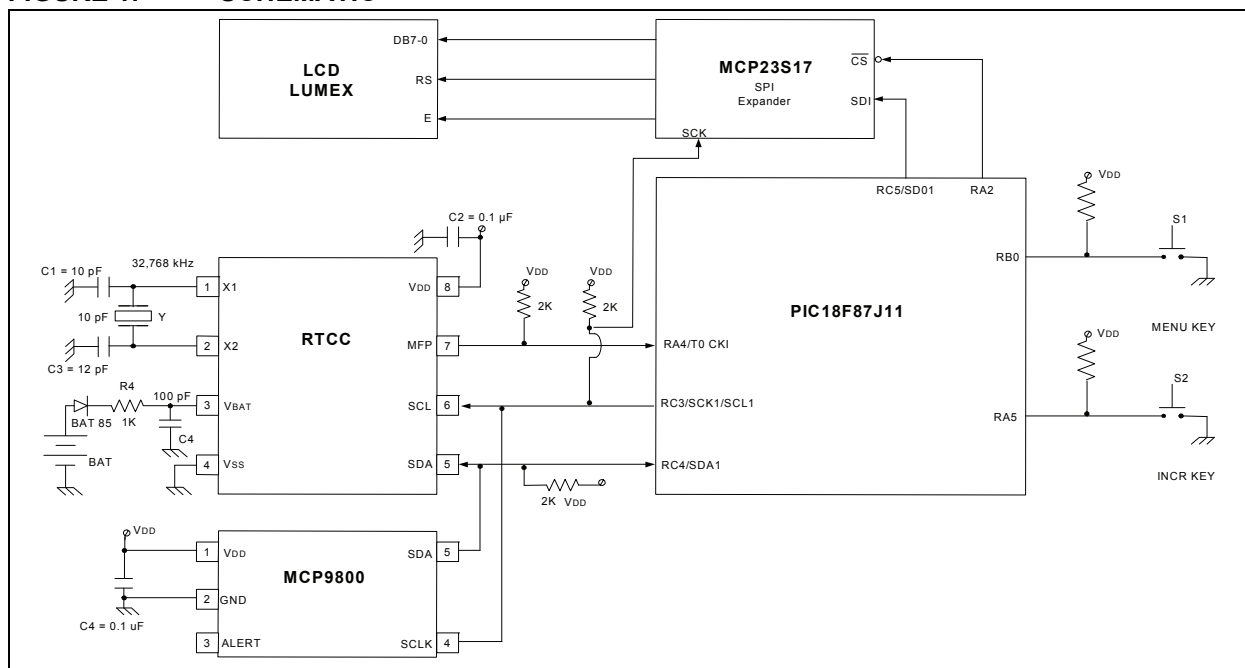 DB7-0
LCD
LUMEX
RS
E
MCP23S17
SPI
Expander
CS
SDI
SCK
RC5/SD01
RA2
VDD
S1
RB0
MENU KEY
VDD
S2
RA5
INCR KEY
PIC18F87J11
RA4/T0 CKI
RC3/SCK1/SCL1
RC4/SDA1
C2 = 0.1 µF
VDD
2K
VDD
2K
2K VDD
C1 = 10 pF
32,768 kHz
10 pF
Y
C3 = 12 pF
R4
1K
100 pF
C4
BAT 85
BAT
RTCC
1 X1
2 X2
3 VBAT
4 VSS
VDD 8
MFP 7
SCL 6
SDA 5
VDD
C4 = 0.1 uF
MCP9800
1 VDD
2 GND
3 ALERT
SDA 5
SCLK 4